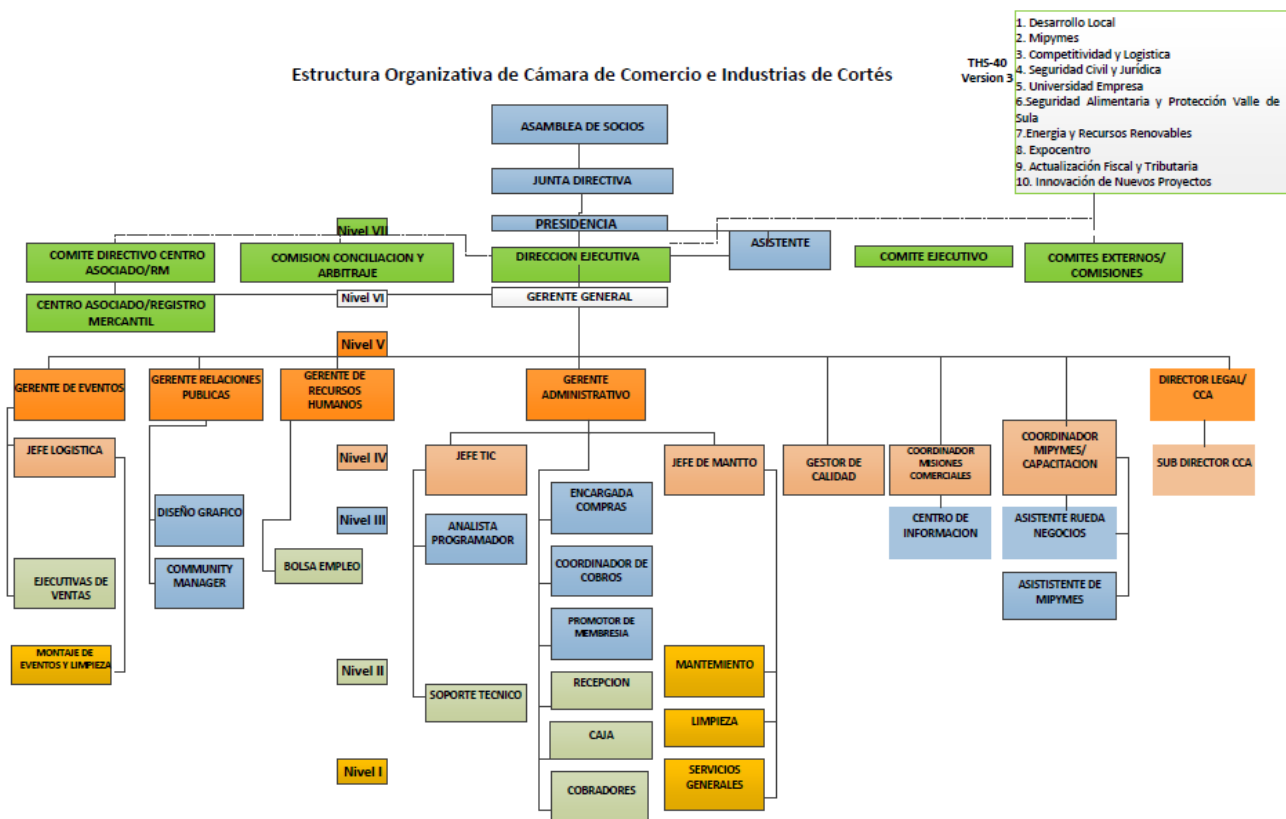 1. Desarrollo Local
2. Mipymes
3. Competitividad y Logistica
4. Seguridad Civil y Jurídica
5. Universidad Empresa
6.Seguridad Alimentaria y Protección Valle de
Sula
7.Energia y Recursos Renovables
8. Expocentro
9. Actualización Fiscal y Tributaria
10. Innovación de Nuevos Proyectos
THS-40
Version 3
Estructura Organizativa de Cámara de Comercio e Industrias de Cortés
ASAMBLEA DE SOCIOS
JUNTA DIRECTIVA
PRESIDENCIA
Nivel VII
ASISTENTE
COMITE DIRECTIVO CENTRO
ASOCIADO/RM
COMISION CONCILIACION Y
ARBITRAJE
DIRECCION EJECUTIVA
COMITE EJECUTIVO
COMITES EXTERNOS/
COMISIONES
CENTRO ASOCIADO/REGISTRO
MERCANTIL
Nivel VI
GERENTE GENERAL
Nivel V
GERENTE DE EVENTOS
GERENTE RELACIONES
PUBLICAS
GERENTE DE
RECURSOS
HUMANOS
GERENTE
ADMINISTRATIVO
DIRECTOR LEGAL/
CCA
JEFE LOGISTICA
Nivel IV
JEFE TIC
JEFE DE MANTTO
GESTOR DE
CALIDAD
COORDINADOR
MISIONES
COMERCIALES
COORDINADOR
MIPYMES/
CAPACITACION
SUB DIRECTOR CCA
DISEÑO GRAFICO
Nivel III
ANALISTA
PROGRAMADOR
ENCARGADA
COMPRAS
CENTRO DE
INFORMACION
ASISTENTE RUEDA
NEGOCIOS
EJECUTIVAS DE
VENTAS
COMMUNITY
MANAGER
BOLSA EMPLEO
COORDINADOR DE
COBROS
ASISTISTENTE DE
MIPYMES
PROMOTOR DE
MEMBRESIA
MONTAJE DE
EVENTOS Y LIMPIEZA
Nivel II
SOPORTE TECNICO
RECEPCION
MANTEMIENTO
CAJA
LIMPIEZA
Nivel I
COBRADORES
SERVICIOS
GENERALES